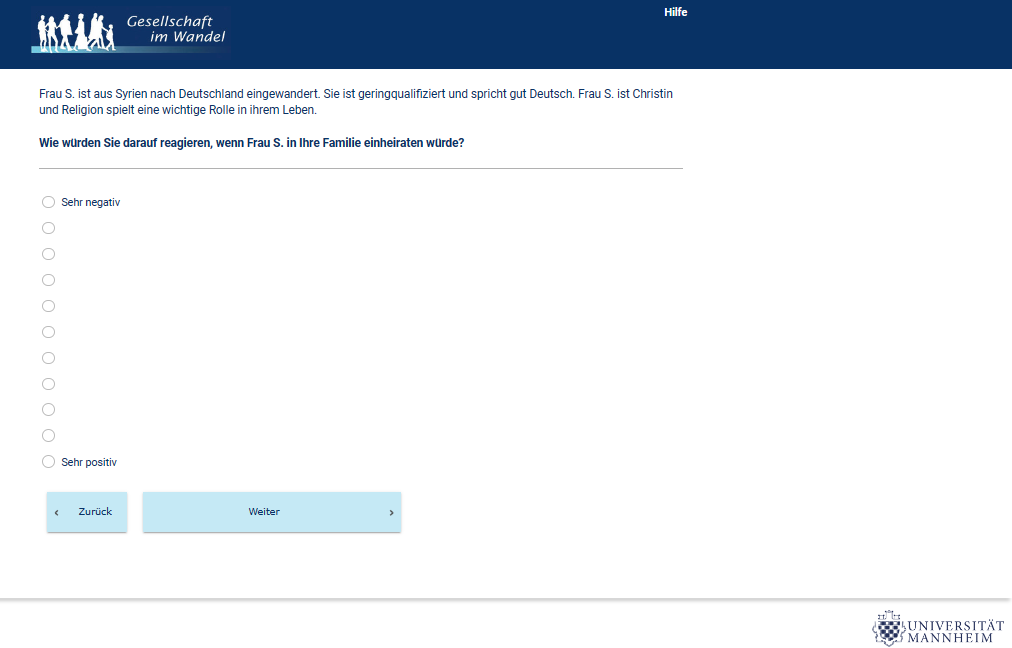 Gesellschaft
im Wandel
Hilfe
Frau S. ist aus Syrien nach Deutschland eingewandert. Sie ist geringqualifiziert und spricht gut Deutsch. Frau S. ist Christin
und Religion spielt eine wichtige Rolle in ihrem Leben.
Wie würden Sie darauf reagieren, wenn Frau S. in Ihre Familie einheiraten würde?
Sehr negativ
Sehr positiv
‹ Zurück
Weiter ›
UNIVERSITÄT
MANNHEIM